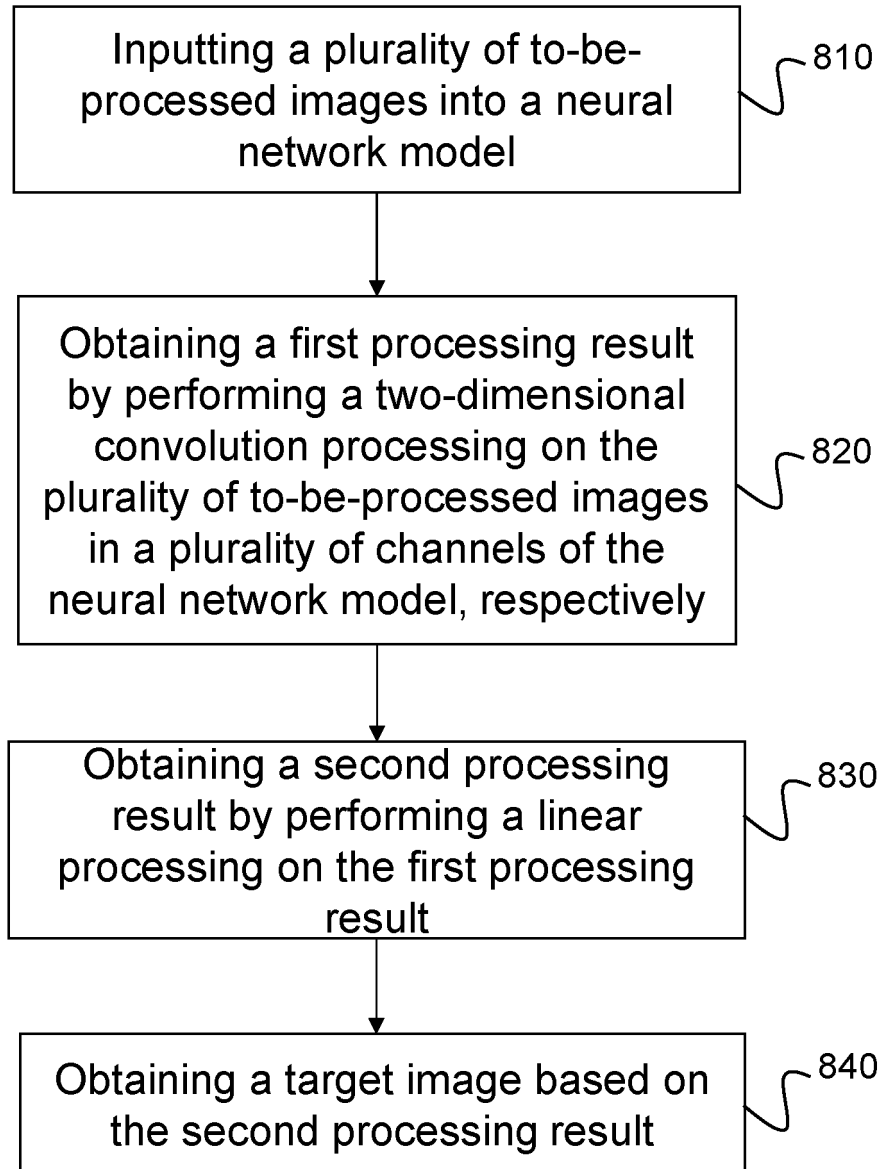 Inputting a plurality of to-be-
processed images into a neural
network model
810
Obtaining a first processing result
by performing a two-dimensional
convolution processing on the
plurality of to-be-processed images
in a plurality of channels of the
neural network model, respectively
820
Obtaining a second processing
result by performing a linear
processing on the first processing
result
830
Obtaining a target image based on
the second processing result
840